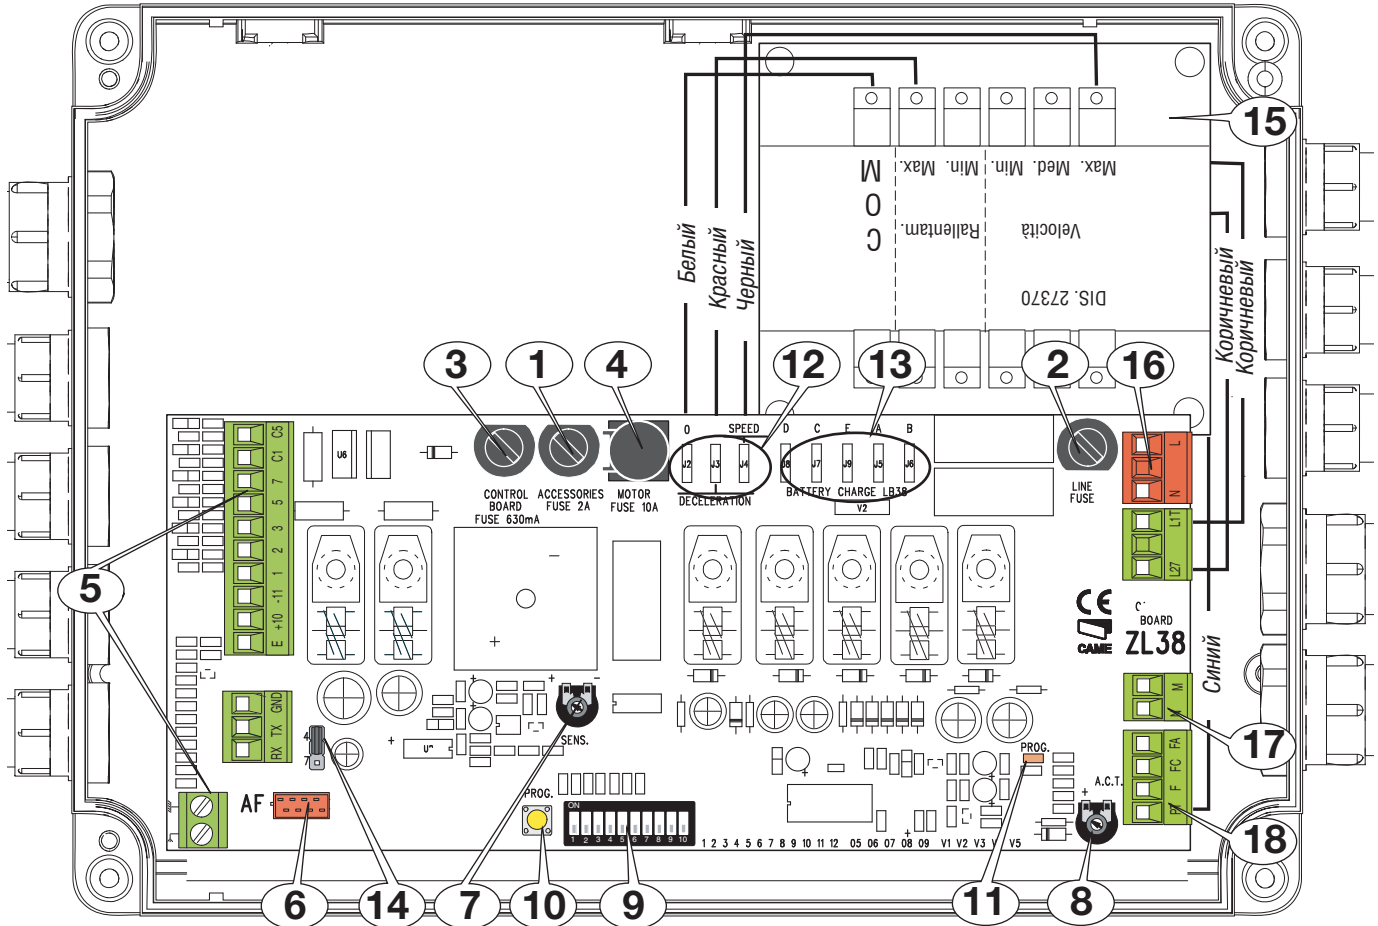 15
Max.
Med.
Min.
Min.
Max.
COM
Velocità
Rallentam.
DIS. 27370
Белый
Красный
Черный
Коричневый
Коричневый
Синий
3
1
4
12
13
2
16
O
SPEED
D
C
E
A
B
J2
J3
J4
J8
J7
J9
J5
J6
DECELERATION
BATTERY CHARGE LB38
V2
CONTROL
BOARD
FUSE 630mA
ACCESSORIES
FUSE 2A
MOTOR
FUSE 10A
LINE
FUSE
U6
C5
C1
7
5
3
2
1
-11
+10
E
L
N
L1T
L27
5
CE
CAME
BOARD
ZL38
GND
TX
RX
4
7
SENS.
M
17
FA
FC
F
18
AF
PROG.
ON
1 2 3 4 5 6 7 8 9 10
1 2 3 4 5 6 7 8 9 10 11 12
05 06 07 08 09
V1 V2 V3
V5
PROG.
A.C.T.
6
14
7
10
9
11
8